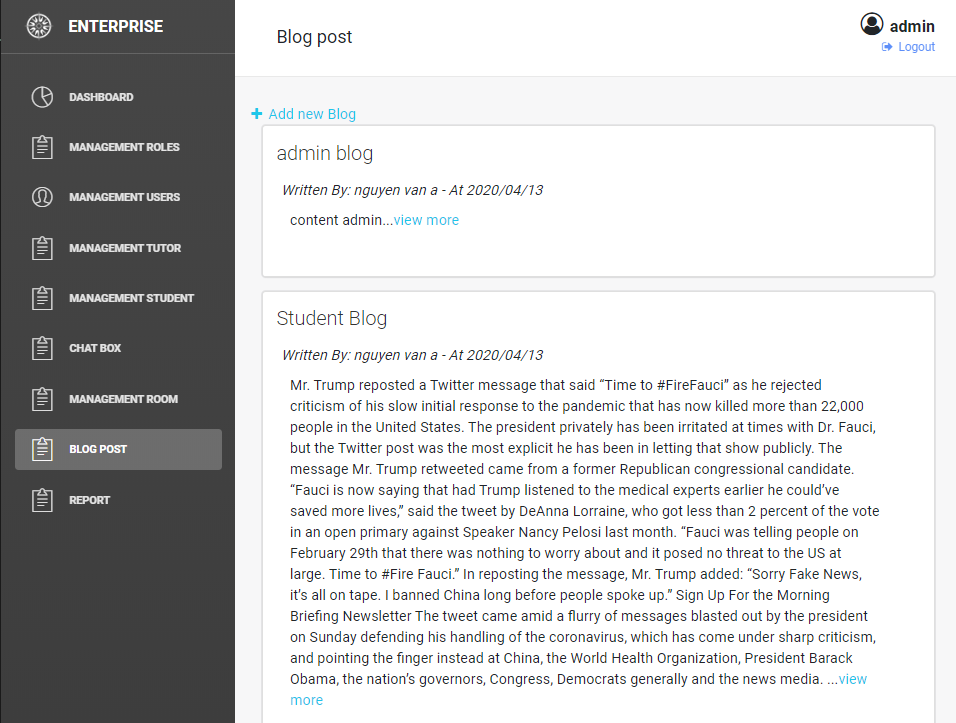 ENTERPRISE
DASHBOARD
MANAGEMENT ROLES
MANAGEMENT USERS
MANAGEMENT TUTOR
MANAGEMENT STUDENT
CHAT BOX
MANAGEMENT ROOM
BLOG POST
REPORT
Blog post
admin
Logout
Add new Blog
admin blog
Written By: nguyen van a - At 2020/04/13
content admin...view more
Student Blog
Written By: nguyen van a - At 2020/04/13
Mr. Trump reposted a Twitter message that said “Time to #FireFauci” as he rejected
criticism of his slow initial response to the pandemic that has now killed more than 22,000
people in the United States. The president privately has been irritated at times with Dr. Fauci,
but the Twitter post was the most explicit he has been in letting that show publicly. The
message Mr. Trump retweeted came from a former Republican congressional candidate.
“Fauci is now saying that had Trump listened to the medical experts earlier he could’ve
saved more lives,” said the tweet by DeAnna Lorraine, who got less than 2 percent of the vote
in an open primary against Speaker Nancy Pelosi last month. “Fauci was telling people on
February 29th that there was nothing to worry about and it posed no threat to the US at
large. Time to #Fire Fauci.” In reposting the message, Mr. Trump added: “Sorry Fake News,
it’s all on tape. I banned China long before people spoke up.” Sign Up For the Morning
Briefing Newsletter The tweet came amid a flurry of messages blasted out by the president
on Sunday defending his handling of the coronavirus, which has come under sharp criticism,
and pointing the finger instead at China, the World Health Organization, President Barack
Obama, the nation’s governors, Congress, Democrats generally and the news media. ...view
more